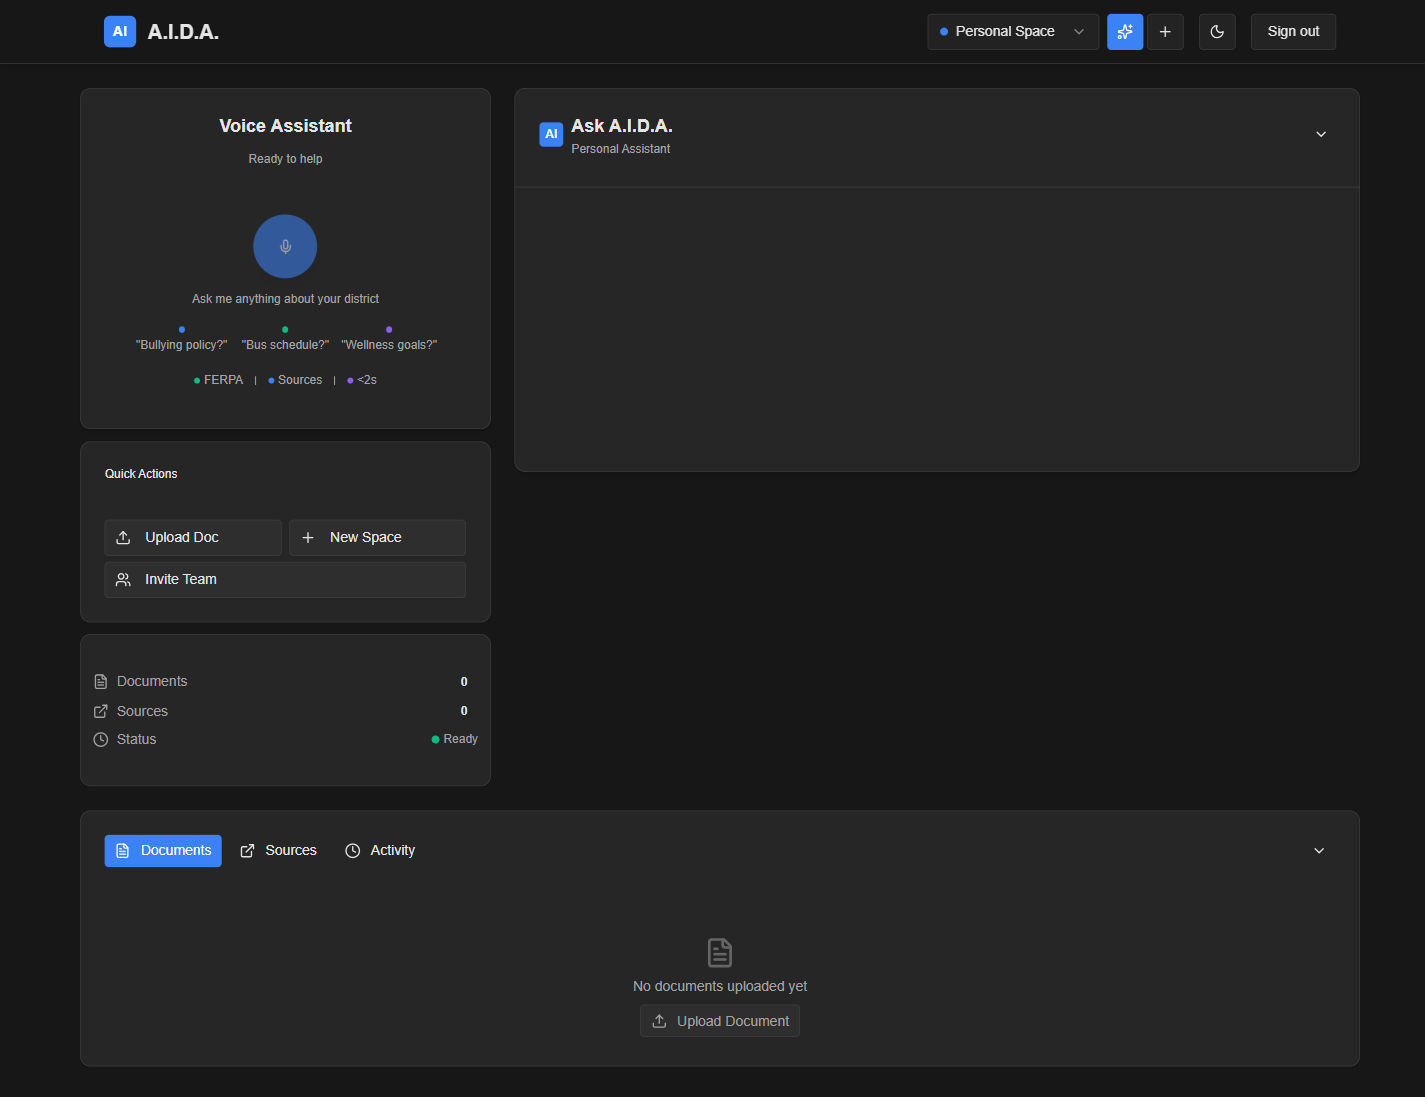 AI A.I.D.A.
Personal Space
Sign out
Voice Assistant
Ready to help
Ask me anything about your district
"Bullying policy?" "Bus schedule?" "Wellness goals?"
FERPA | Sources | <2s
AI Ask A.I.D.A.
Personal Assistant
Quick Actions
Upload Doc
New Space
Invite Team
Documents 0
Sources 0
Status Ready
Documents Sources Activity
No documents uploaded yet
Upload Document